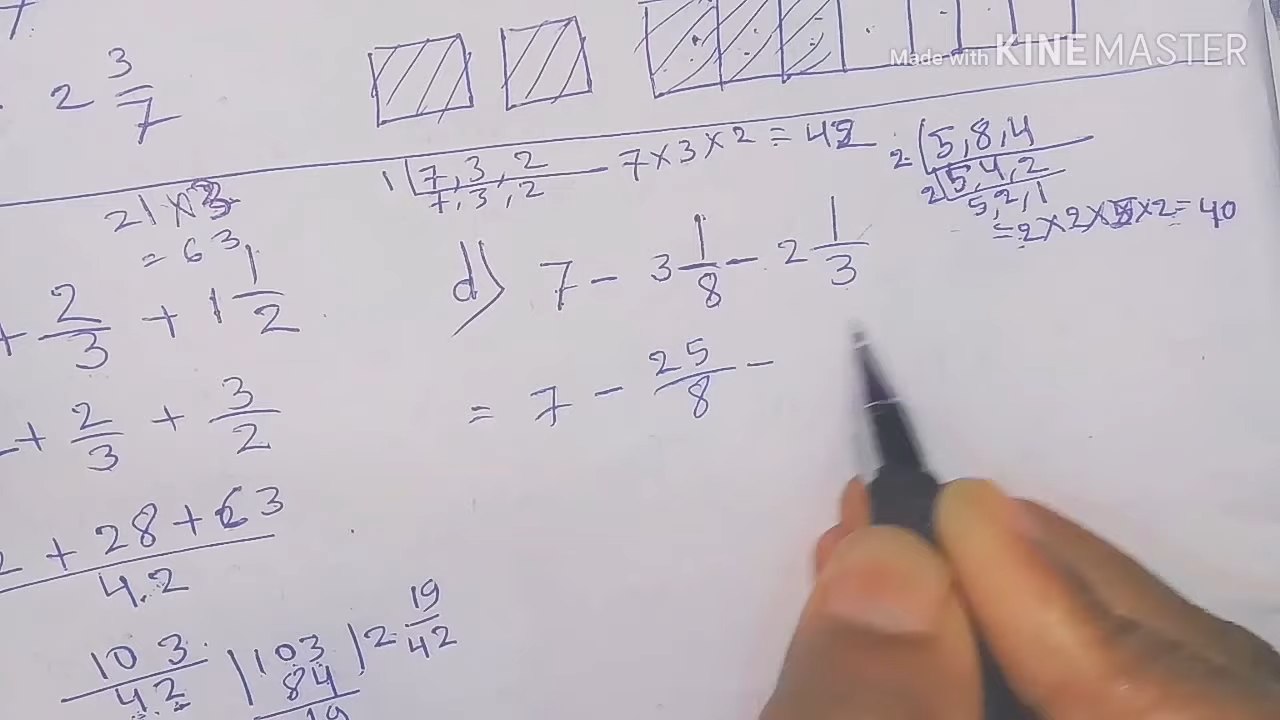 Made with KINEMASTER
2 3/7
1 | 7, 3, 2
7, 3, 2
7 × 3 × 2 = 42
2 | 5, 8, 4
2 | 5, 4, 2
5, 2, 1
= 2 × 2 × 5 × 2 = 40
21 × 3
= 63
+ 2/3 + 1 1/2
+ 2/3 + 3/2
+ 28 + 63
42
103/42
103 | 2 19/42
84
19
d) 7 - 3 1/8 - 2 1/3
= 7 - 25/8 -